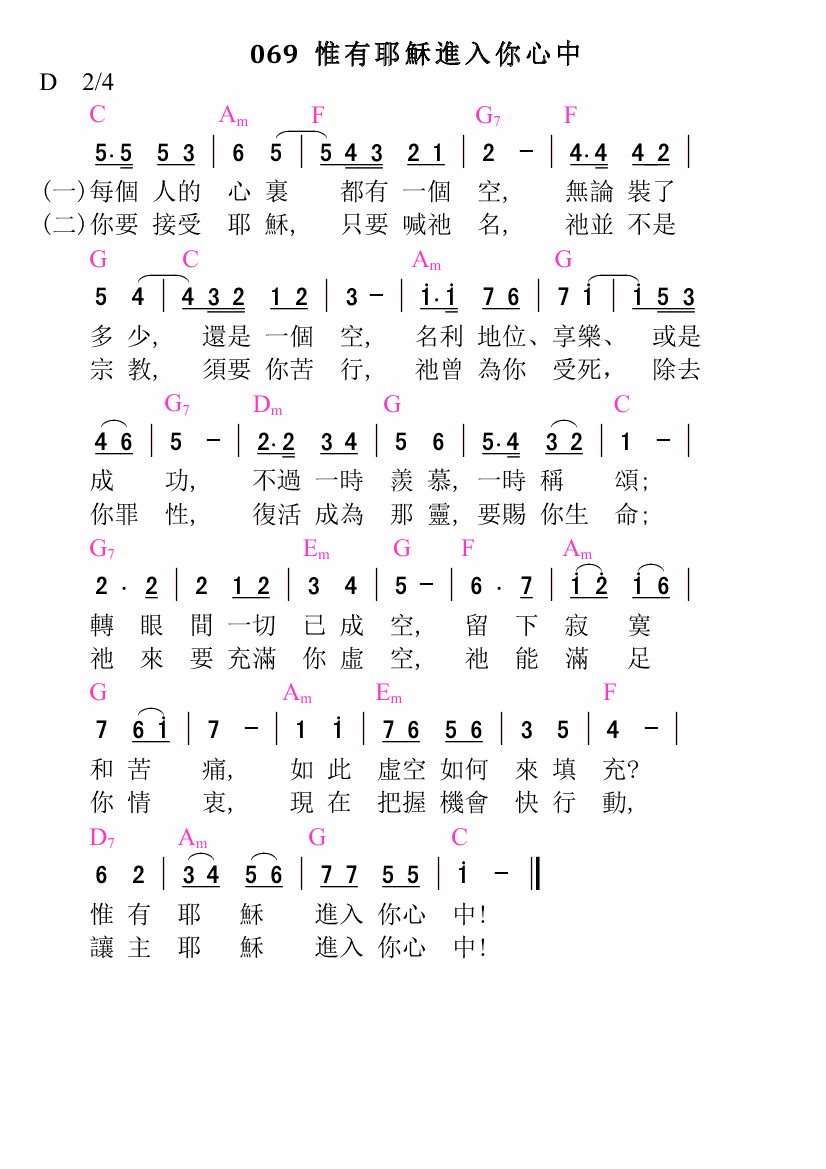 069 惟有耶穌進入你心中
D 2/4
C Am F G7 F
5·5 5 3 | 6 5 | 5 4 3 2 1 | 2 - | 4·4 4 2 |
(一)每個 人的 心 裏 都有 一個 空, 無論 裝了
(二)你要 接受 耶 穌, 只要 喊祂 名, 祂並 不是
G C Am G
5 4 | 4 3 2 1 2 | 3 - | i·i 7 6 | 7 i | i 5 3
多 少, 還是 一個 空, 名利 地位、享樂、 或是
宗 教, 須要 你苦 行, 祂曾 為你 受死, 除去
G7 Dm G C
4 6 | 5 - | 2·2 3 4 | 5 6 | 5·4 3 2 | 1 - |
成 功, 不過 一時 羨 慕,一時 稱 頌;
你罪 性, 復活 成為 那 靈,要賜 你生 命;
G7 Em G F Am
2 · 2 | 2 1 2 | 3 4 | 5 - | 6 · 7 | i 2̇ i 6 |
轉 眼 間 一切 已 成 空, 留 下 寂 寞
祂 來 要 充滿 你 虛 空, 祂 能 滿 足
G Am Em F
7 6 i | 7 - | 1 i | 7 6 5 6 | 3 5 | 4 - |
和 苦 痛, 如 此 虛空 如何 來 填 充?
你 情 衷, 現 在 把握 機會 快 行 動,
D7 Am G C
6 2 | 3 4 5 6 | 7 7 5 5 | i - ‖
惟 有 耶 穌 進入 你心 中!
讓 主 耶 穌 進入 你心 中!